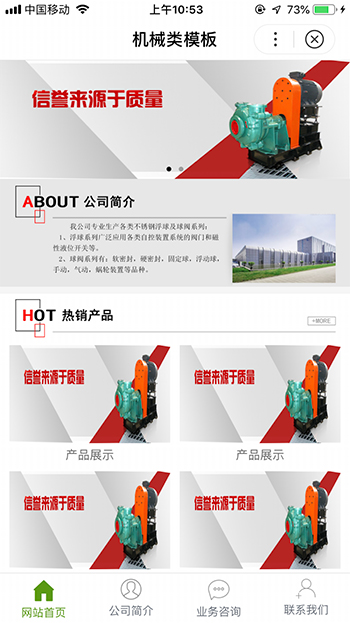 中国移动 上午10:53 73%
机械类模板
信誉来源于质量
ABOUT 公司简介
我公司专业生产各类不锈钢浮球及球阀系列：
1、浮球系列广泛应用各类自控装置系统的阀门和磁
性液位开关等。
2、球阀系列有：软密封，硬密封，固定球，浮动球，
手动，气动，蜗轮装置等品种。
HOT 热销产品
+MORE
信誉来源于质量 信誉来源于质量
产品展示 产品展示
信誉来源于质量 信誉来源于质量
网站首页 公司简介 业务咨询 联系我们